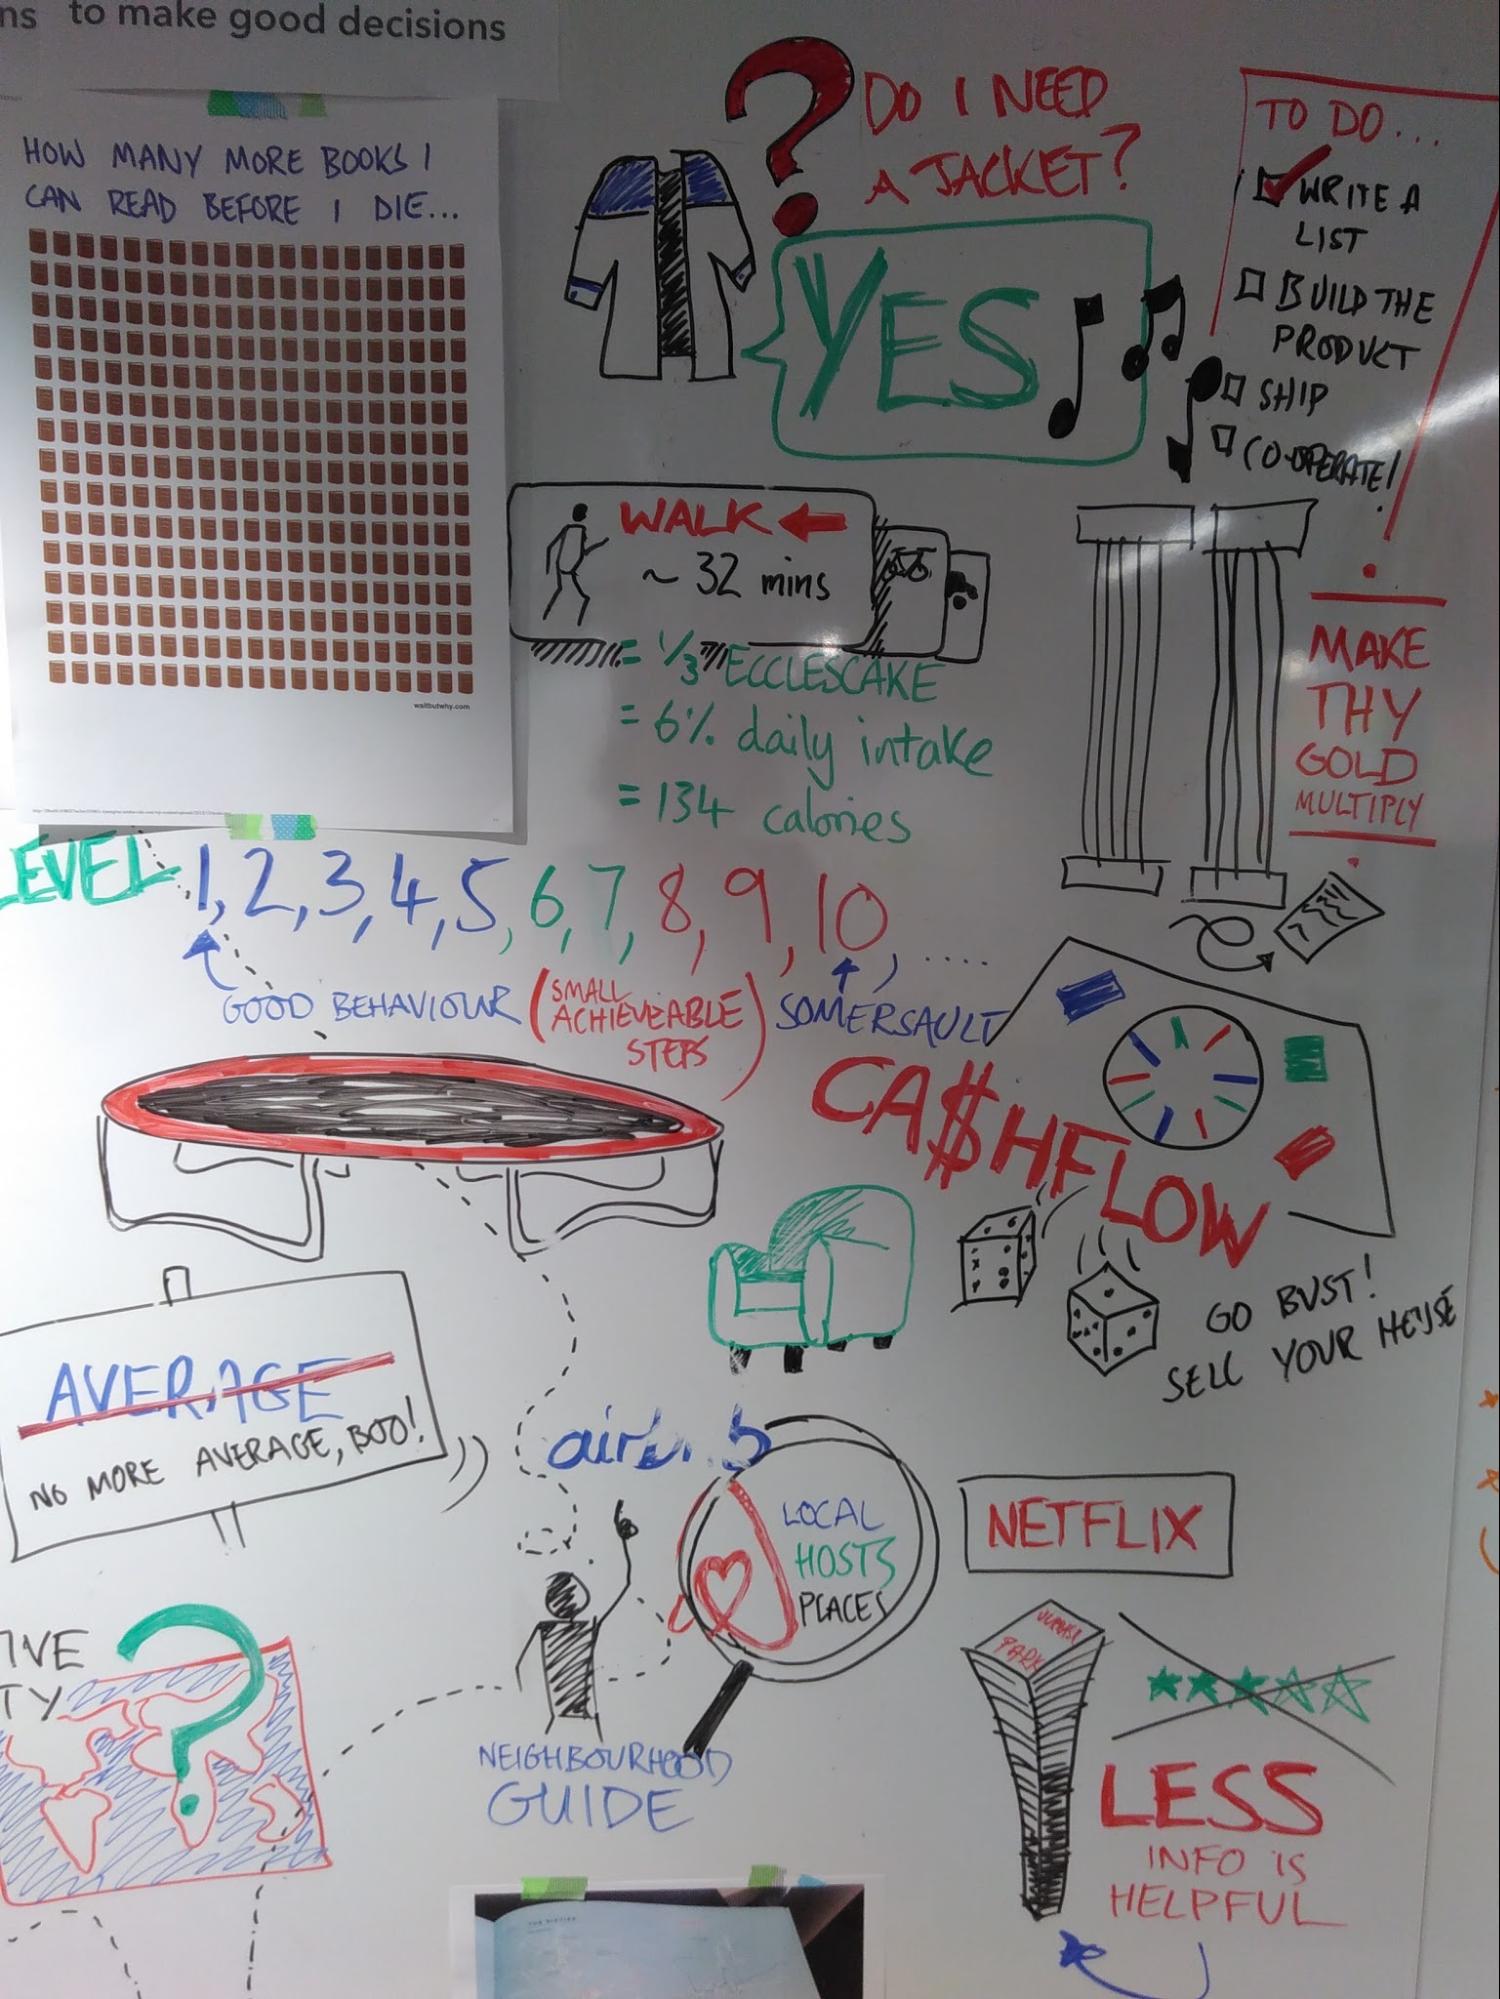 ns to make good decisions
HOW MANY MORE BOOKS I
CAN READ BEFORE I DIE...
waitbutwhy.com
DO I NEED
A JACKET?
YES
TO DO...
WRITE A
LIST
BUILD THE
PRODUCT
SHIP
CO-OPERATE!
WALK
~ 32 mins
= 1/3 ECCLESCAKE
= 6% daily intake
= 134 calories
MAKE
THY
GOLD
MULTIPLY
LEVEL 1, 2, 3, 4, 5, 6, 7, 8, 9, 10, .....
GOOD BEHAVIOUR (SMALL
ACHIEVEABLE
STEPS)
SOMERSAULT
CA$HFLOW
GO BUST!
SELL YOUR HOUSE
AVERAGE
NO MORE AVERAGE, BOO!
airbnb
LOCAL
HOSTS
PLACES
NEIGHBOURHOOD
GUIDE
NETFLIX
PARK
LESS
INFO IS
HELPFUL
IVE
TY